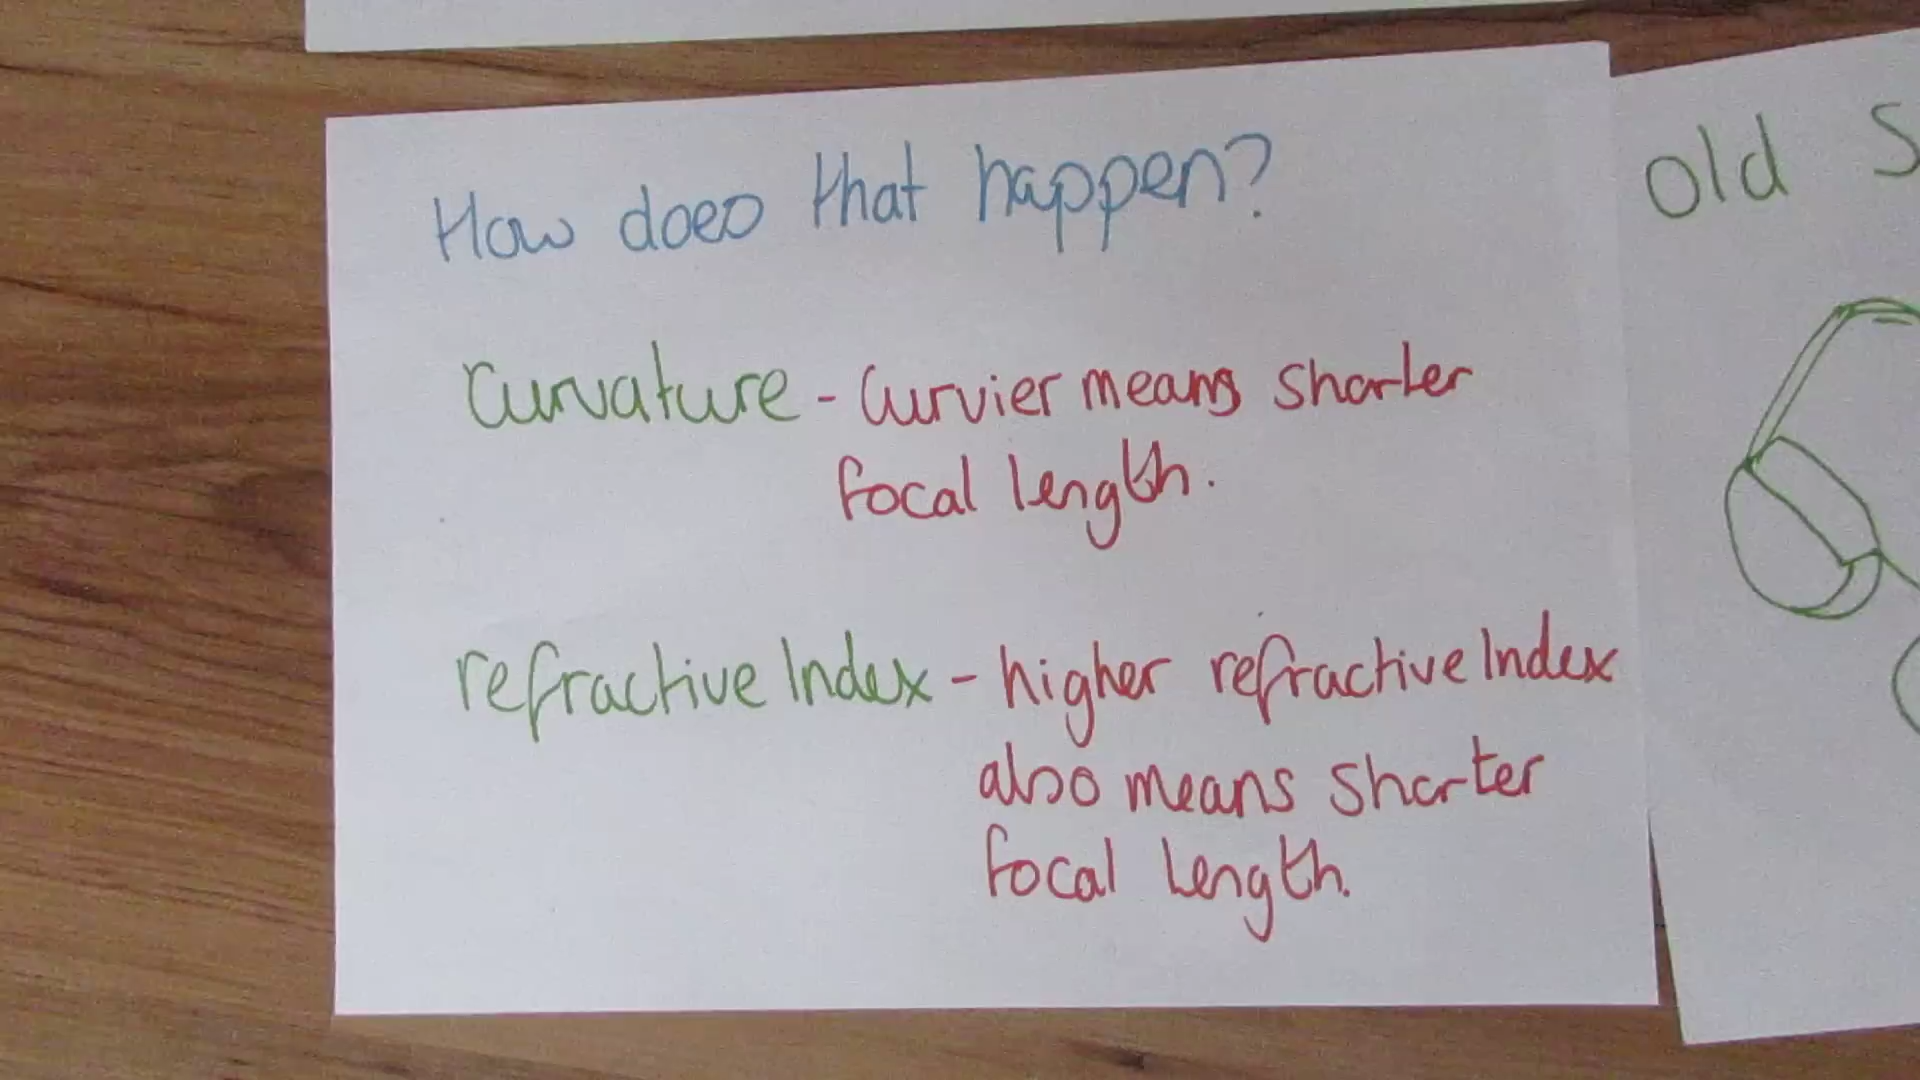 How does that happen?
curvature - curvier means shorter
focal length.
refractive Index - higher refractive Index
also means shorter
focal length.
old S